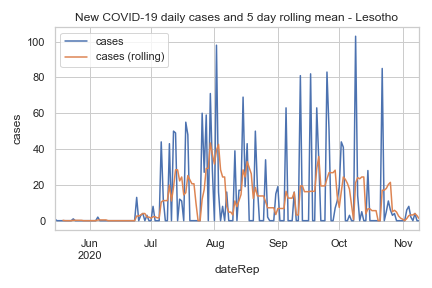 New COVID-19 daily cases and 5 day rolling mean - Lesotho
cases
cases (rolling)
100
80
60
40
20
0
cases
Jun Jul Aug Sep Oct Nov
2020
dateRep